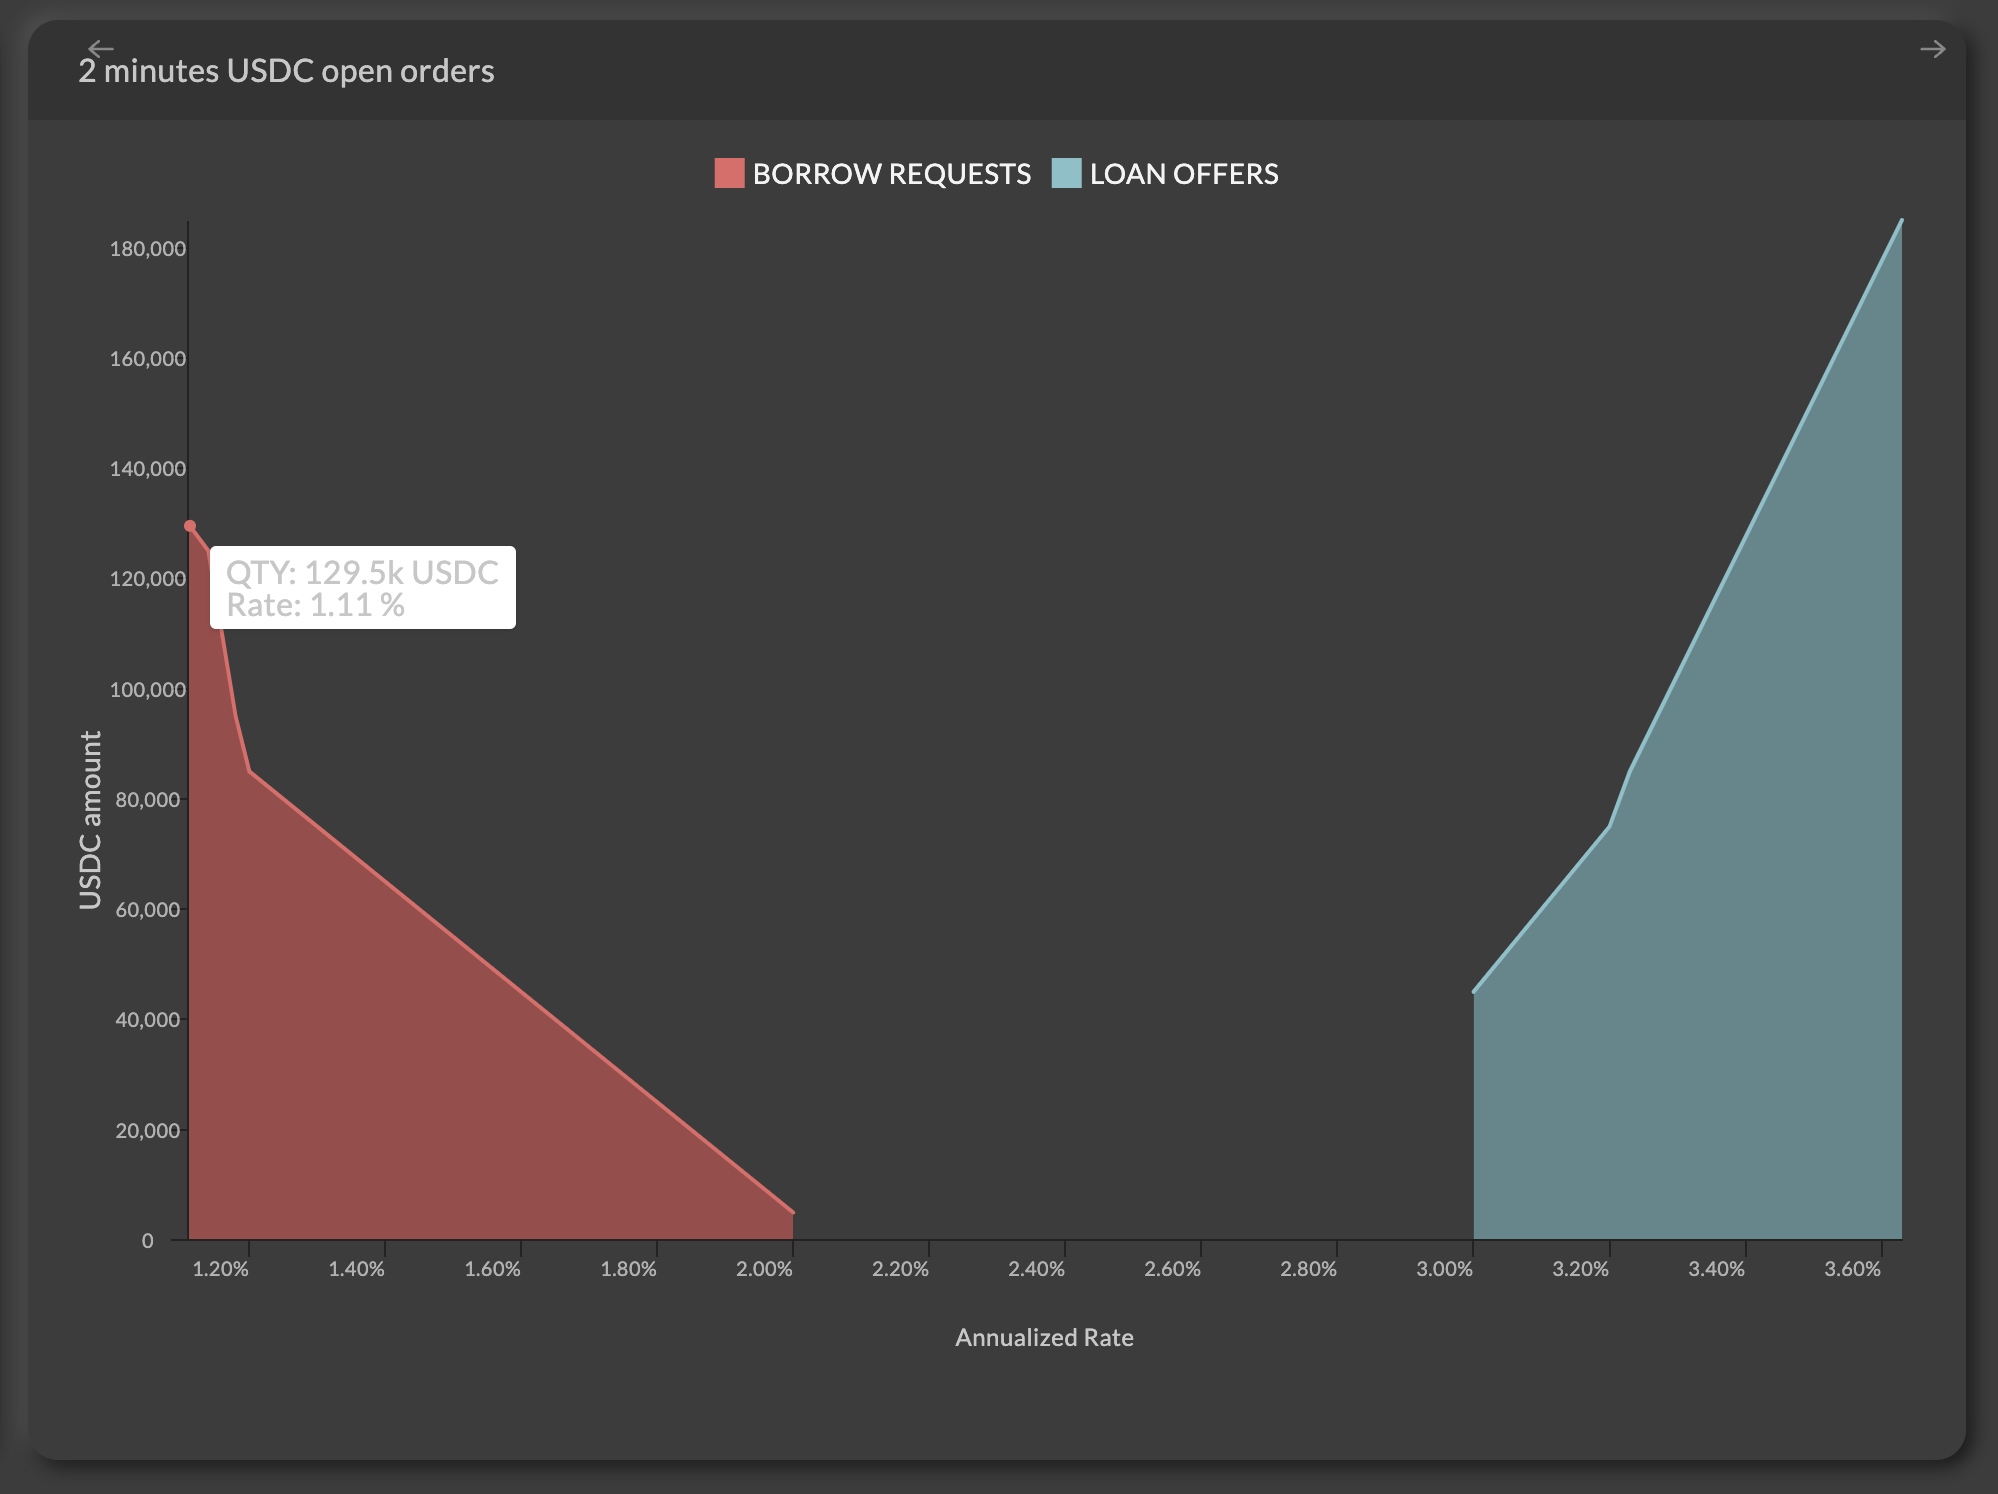 2 minutes USDC open orders
BORROW REQUESTS LOAN OFFERS
180,000
160,000
140,000
120,000
100,000
80,000
60,000
40,000
20,000
0
USDC amount
QTY: 129.5k USDC
Rate: 1.11 %
1.20% 1.40% 1.60% 1.80% 2.00% 2.20% 2.40% 2.60% 2.80% 3.00% 3.20% 3.40% 3.60%
Annualized Rate